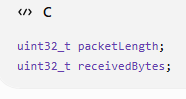 </> C
uint32_t packetLength;
uint32_t receivedBytes;